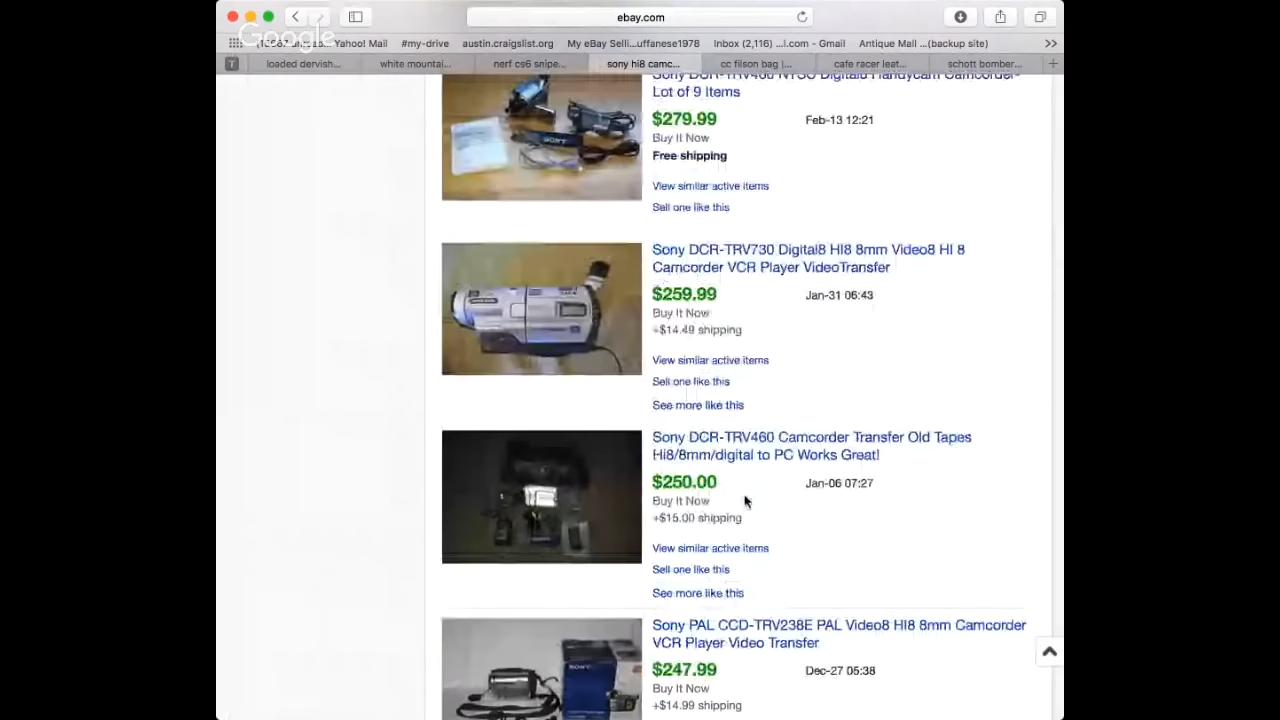 ebay.com
Google
Yahoo! Mail
#my-drive
austin.craigslist.org
My eBay Selli...uffanese1978
Inbox (2,116) ...l.com - Gmail
Antique Mall ...(backup site)
T
loaded dervish...
white mountai...
nerf cs6 snipe...
sony hi8 camc...
cc filson bag |...
cafe racer leat...
schott bomber...
Sony DCR-TRV460 NTSC Digital8 Handycam Camcorder-
Lot of 9 Items
$279.99
Feb-13 12:21
Buy It Now
Free shipping
View similar active items
Sell one like this
SONY
Sony DCR-TRV730 Digital8 HI8 8mm Video8 HI 8
Camcorder VCR Player VideoTransfer
$259.99
Jan-31 06:43
Buy It Now
+$14.49 shipping
View similar active items
Sell one like this
See more like this
Sony DCR-TRV460 Camcorder Transfer Old Tapes
Hi8/8mm/digital to PC Works Great!
$250.00
Jan-06 07:27
Buy It Now
+$15.00 shipping
View similar active items
Sell one like this
See more like this
Sony PAL CCD-TRV238E PAL Video8 HI8 8mm Camcorder
VCR Player Video Transfer
$247.99
Dec-27 05:38
Buy It Now
+$14.99 shipping
SONY